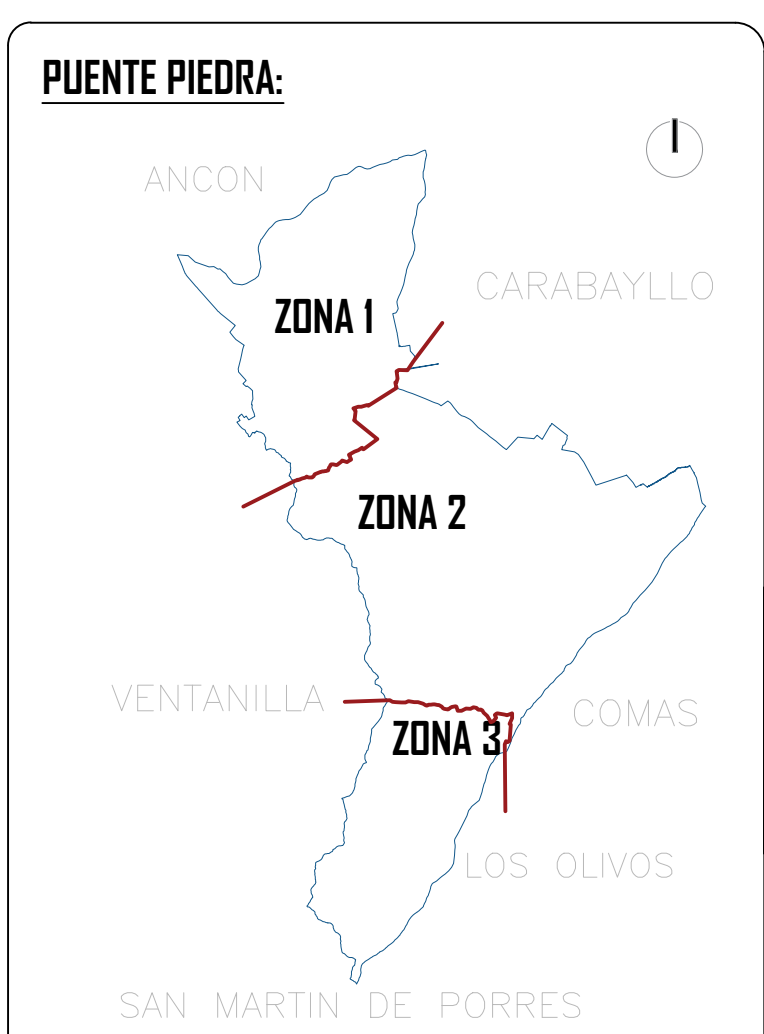 PUENTE PIEDRA:
ANCON
CARABAYLLO
ZONA 1
ZONA 2
VENTANILLA
COMAS
ZONA 3
LOS OLIVOS
SAN MARTIN DE PORRES